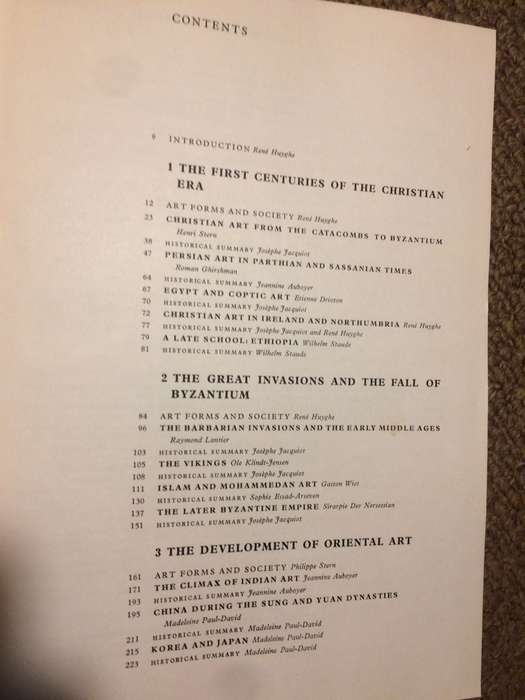 CONTENTS
9 INTRODUCTION René Huyghe
1 THE FIRST CENTURIES OF THE CHRISTIAN
ERA
12 ART FORMS AND SOCIETY René Huyghe
23 CHRISTIAN ART FROM THE CATACOMBS TO BYZANTIUM
Henri Stern
38 HISTORICAL SUMMARY Josèphe Jacquiot
47 PERSIAN ART IN PARTHIAN AND SASSANIAN TIMES
Roman Ghirshman
64 HISTORICAL SUMMARY Jeannine Auboyer
67 EGYPT AND COPTIC ART Etienne Drioton
70 HISTORICAL SUMMARY Josèphe Jacquiot
72 CHRISTIAN ART IN IRELAND AND NORTHUMBRIA René Huyghe
77 HISTORICAL SUMMARY Josèphe Jacquiot and René Huyghe
79 A LATE SCHOOL: ETHIOPIA Wilhelm Staude
81 HISTORICAL SUMMARY Wilhelm Staude
2 THE GREAT INVASIONS AND THE FALL OF
BYZANTIUM
84 ART FORMS AND SOCIETY René Huyghe
96 THE BARBARIAN INVASIONS AND THE EARLY MIDDLE AGES
Raymond Lantier
103 HISTORICAL SUMMARY Josèphe Jacquiot
105 THE VIKINGS Ole Klindt-Jensen
108 HISTORICAL SUMMARY Josèphe Jacquiot
111 ISLAM AND MOHAMMEDAN ART Gaston Wiet
130 HISTORICAL SUMMARY Sophie Essad-Arseven
137 THE LATER BYZANTINE EMPIRE Sirarpie Der Nersessian
151 HISTORICAL SUMMARY Josèphe Jacquiot
3 THE DEVELOPMENT OF ORIENTAL ART
161 ART FORMS AND SOCIETY Philippe Stern
171 THE CLIMAX OF INDIAN ART Jeannine Auboyer
193 HISTORICAL SUMMARY Jeannine Auboyer
195 CHINA DURING THE SUNG AND YUAN DYNASTIES
Madeleine Paul-David
211 HISTORICAL SUMMARY Madeleine Paul-David
215 KOREA AND JAPAN Madeleine Paul-David
223 HISTORICAL SUMMARY Madeleine Paul-David